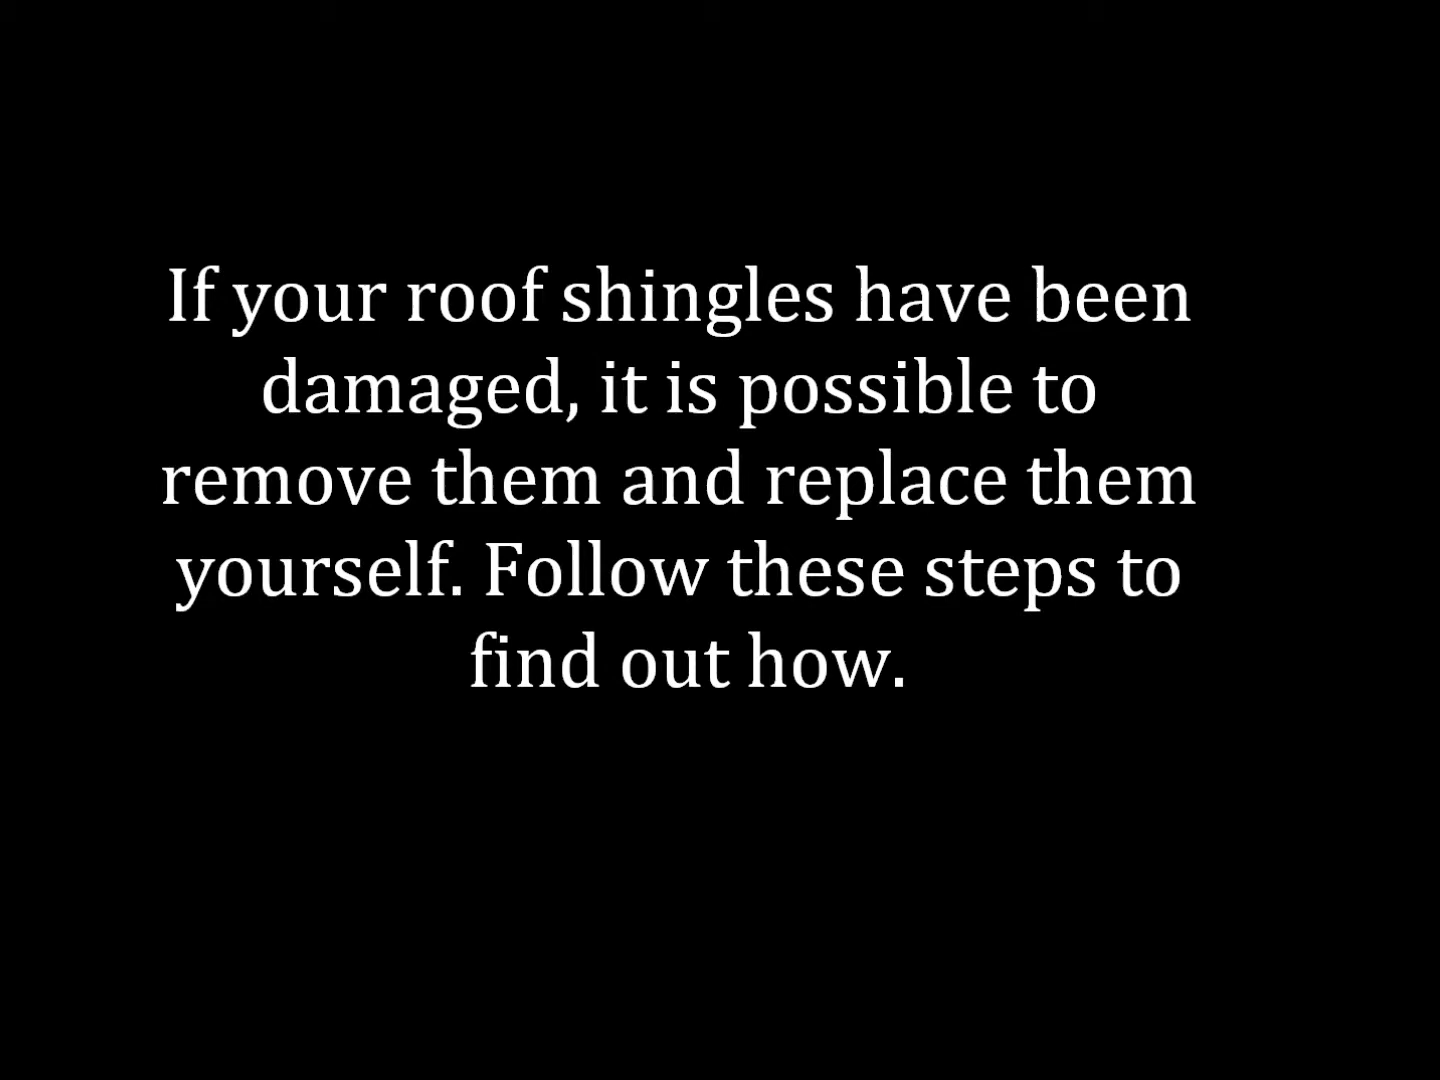 If your roof shingles have been
damaged, it is possible to
remove them and replace them
yourself. Follow these steps to
find out how.